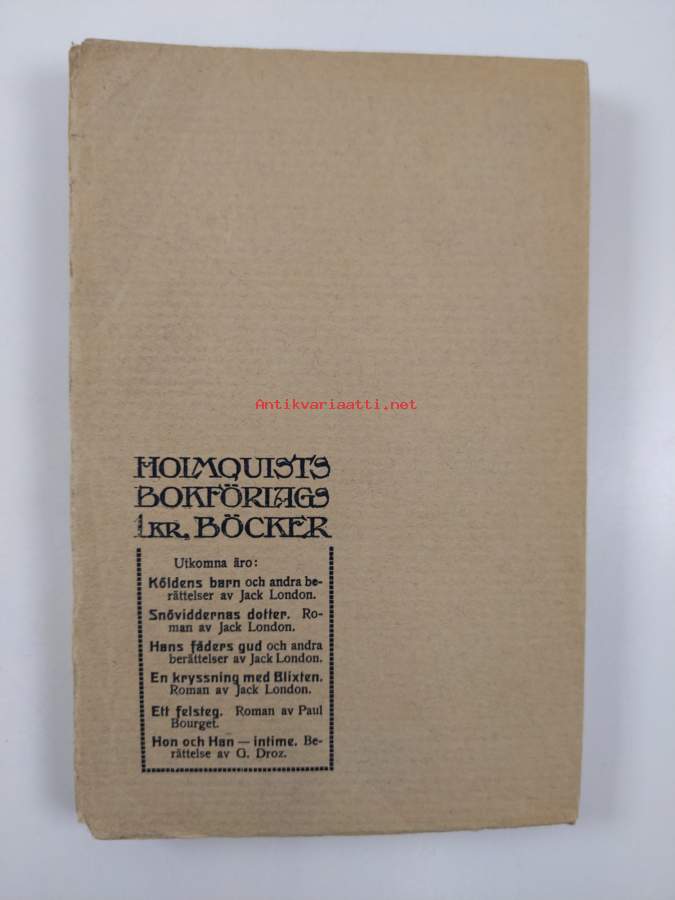 Antikvariaatti.net
HOLMQUISTS
BOKFÖRLAGS
1 KR. BÖCKER
Utkomna äro:
Köldens barn och andra be-
rättelser av Jack London.
Snöviddernas dotter. Ro-
man av Jack London.
Hans fäders gud och andra
berättelser av Jack London.
En kryssning med Blixten.
Roman av Jack London.
Ett felsteg. Roman av Paul
Bourget.
Hon och Han — intime. Be-
rättelse av G. Droz.